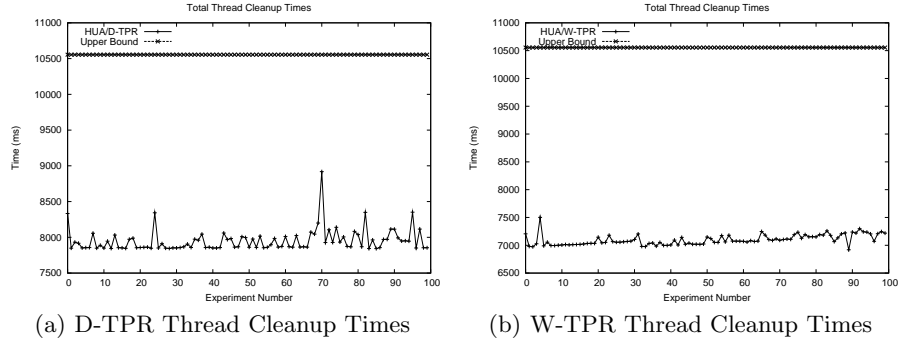 Total Thread Cleanup Times
11000
10500
10000
9500
9000
8500
8000
7500
Time (ms)
HUA/D-TPR
Upper Bound
0 10 20 30 40 50 60 70 80 90 100
Experiment Number
(a) D-TPR Thread Cleanup Times
Total Thread Cleanup Times
11000
10500
10000
9500
9000
8500
8000
7500
7000
6500
6000
Time (ms)
HUA/W-TPR
Upper Bound
0 10 20 30 40 50 60 70 80 90 100
Experiment Number
(b) W-TPR Thread Cleanup Times